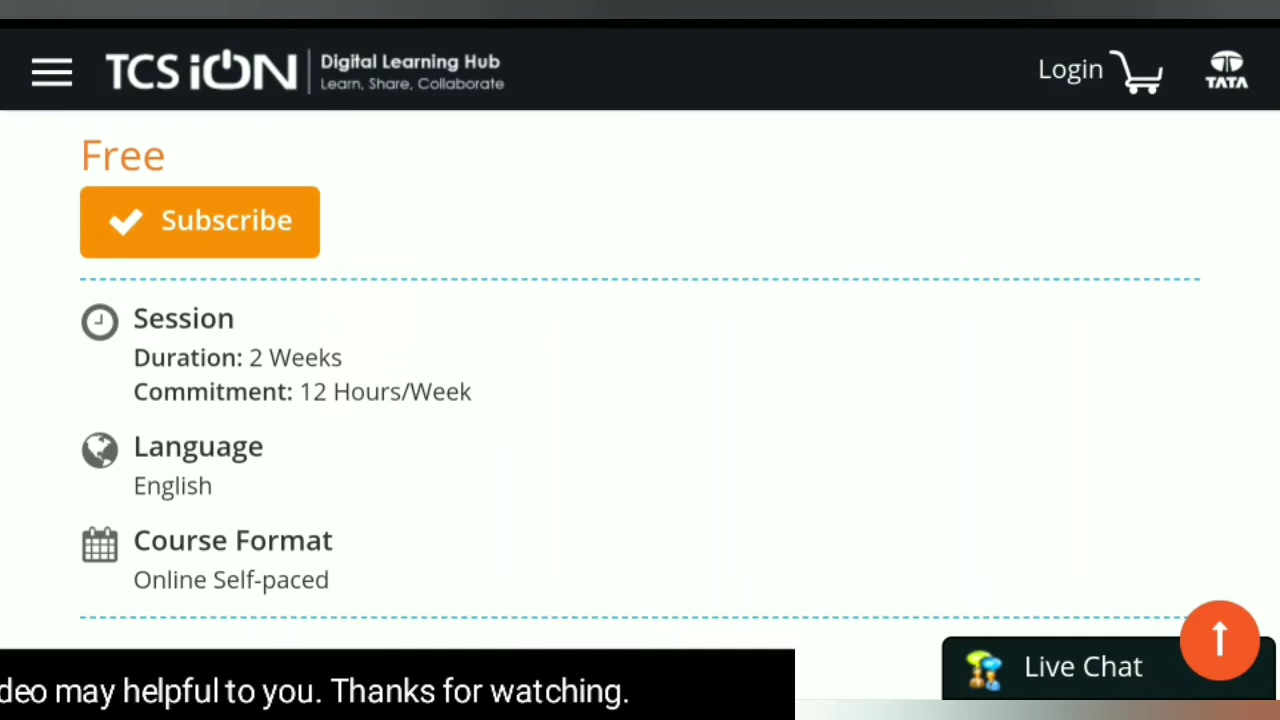 TCS iON
Digital Learning Hub
Learn, Share, Collaborate
Login
TATA
Free
Subscribe
Session
Duration: 2 Weeks
Commitment: 12 Hours/Week
Language
English
Course Format
Online Self-paced
Live Chat
deo may helpful to you. Thanks for watching.